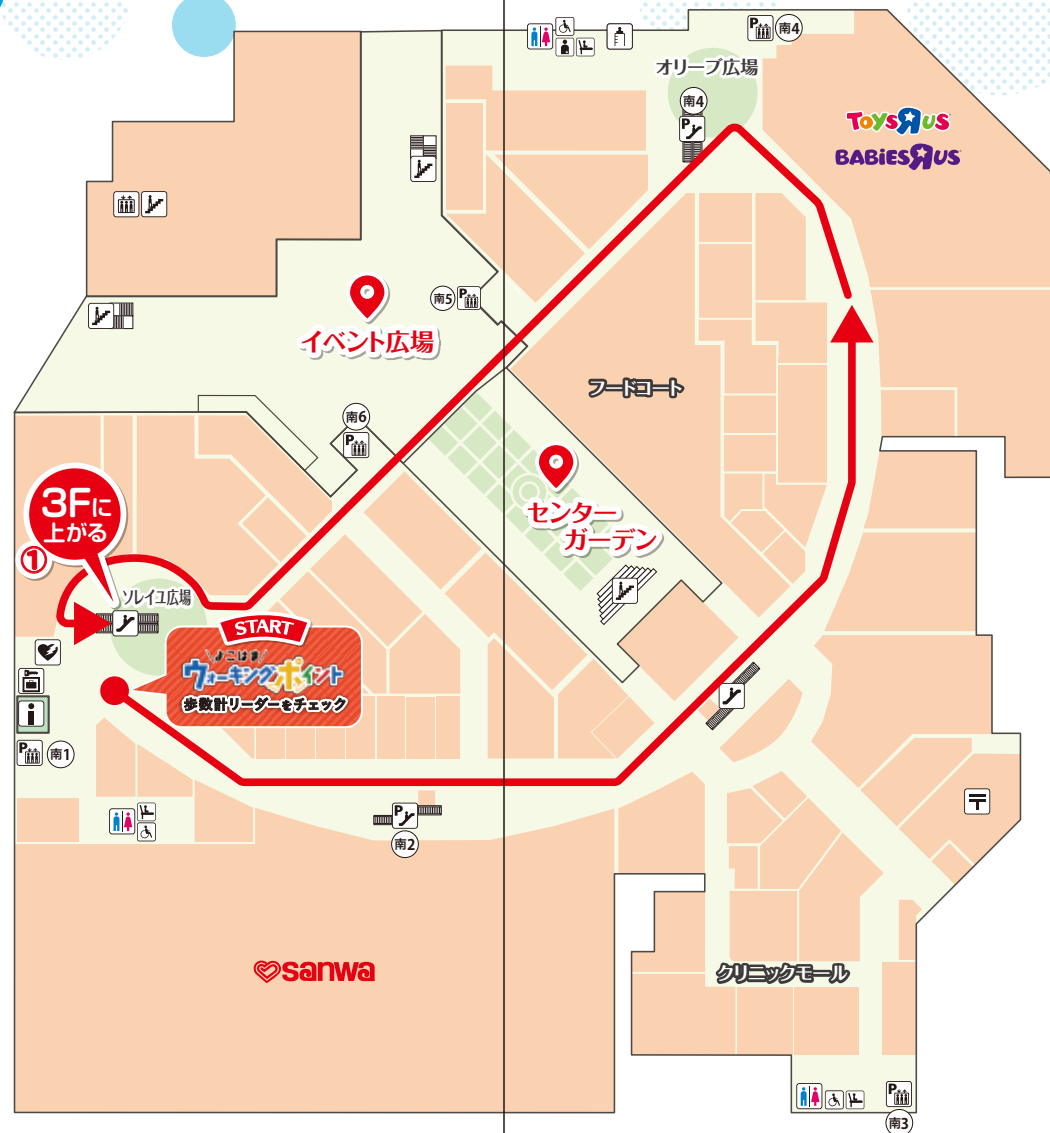 P 南4
オリーブ広場
南4
P
ToysЯus
BABiESЯUS
南5 P
イベント広場
フードコート
南6
P
3Fに
上がる
①
センター
ガーデン
ソレイユ広場
START
よこはま
ウォーキングポイント
歩数計リーダーをチェック
i
P 南1
P
南2
〒
sanwa
クリニックモール
P
南3